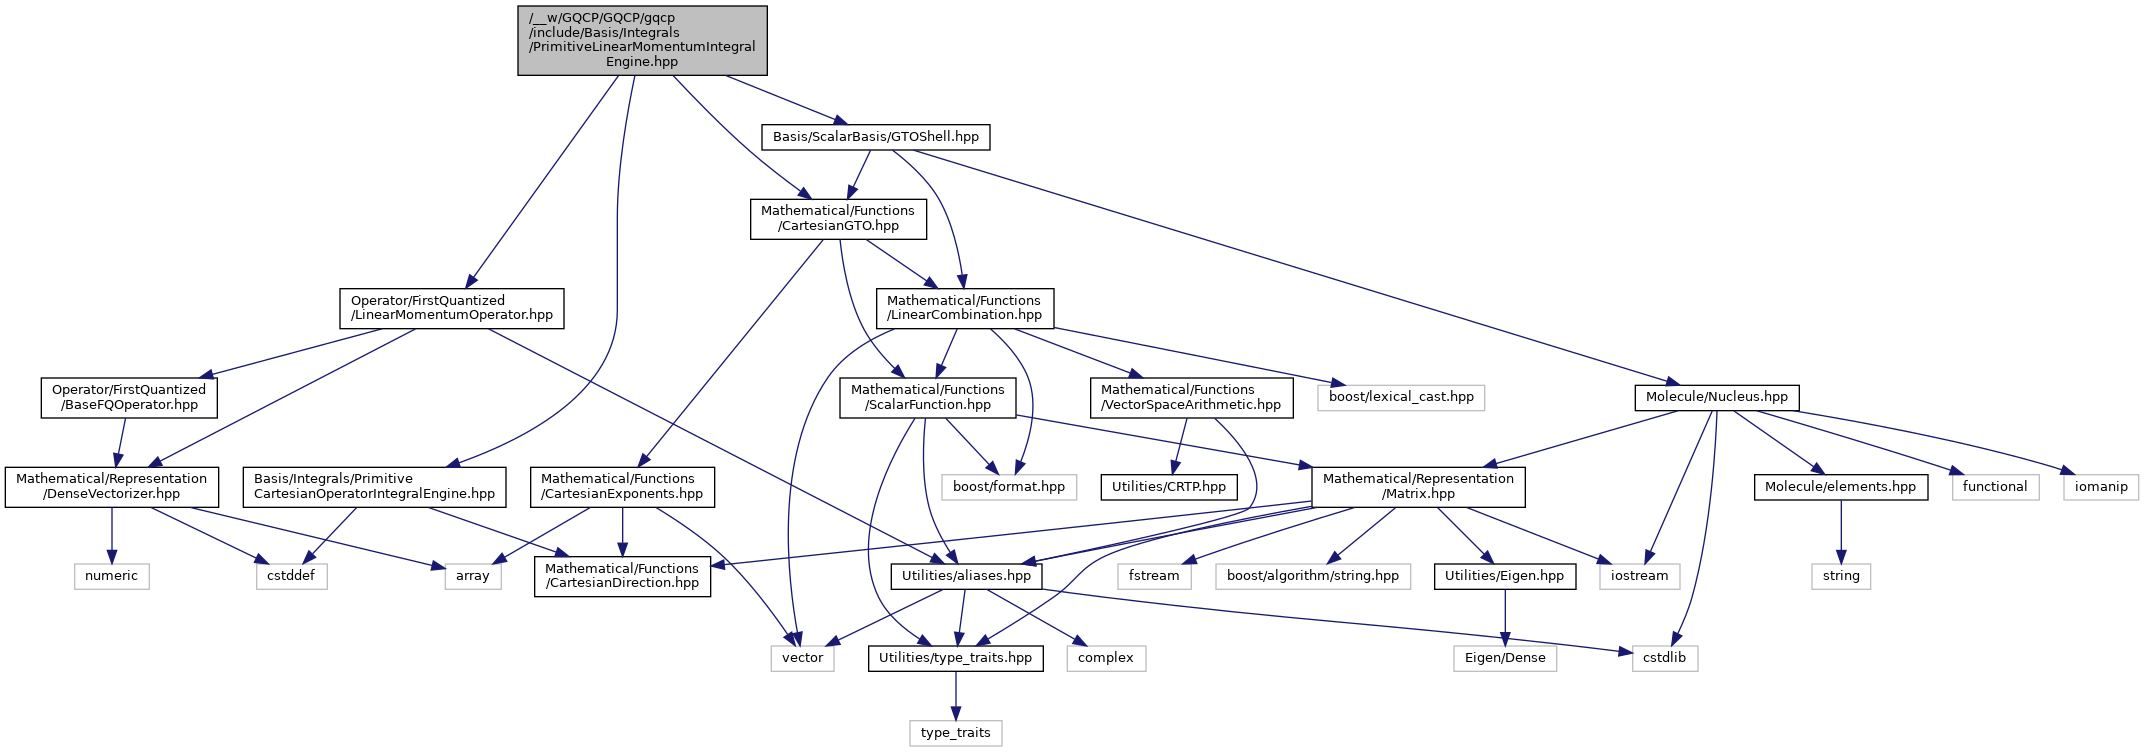 /__w/GQCP/GQCP/gqcp
/include/Basis/Integrals
/PrimitiveLinearMomentumIntegral
Engine.hpp
Basis/ScalarBasis/GTOShell.hpp
Mathematical/Functions
/CartesianGTO.hpp
Operator/FirstQuantized
/LinearMomentumOperator.hpp
Mathematical/Functions
/LinearCombination.hpp
Operator/FirstQuantized
/BaseFQOperator.hpp
Mathematical/Functions
/ScalarFunction.hpp
Mathematical/Functions
/VectorSpaceArithmetic.hpp
boost/lexical_cast.hpp
Molecule/Nucleus.hpp
Mathematical/Representation
/DenseVectorizer.hpp
Basis/Integrals/Primitive
CartesianOperatorIntegralEngine.hpp
Mathematical/Functions
/CartesianExponents.hpp
boost/format.hpp
Utilities/CRTP.hpp
Mathematical/Representation
/Matrix.hpp
Molecule/elements.hpp
functional
iomanip
numeric
cstddef
array
Mathematical/Functions
/CartesianDirection.hpp
Utilities/aliases.hpp
fstream
boost/algorithm/string.hpp
Utilities/Eigen.hpp
iostream
string
vector
Utilities/type_traits.hpp
complex
Eigen/Dense
cstdlib
type_traits